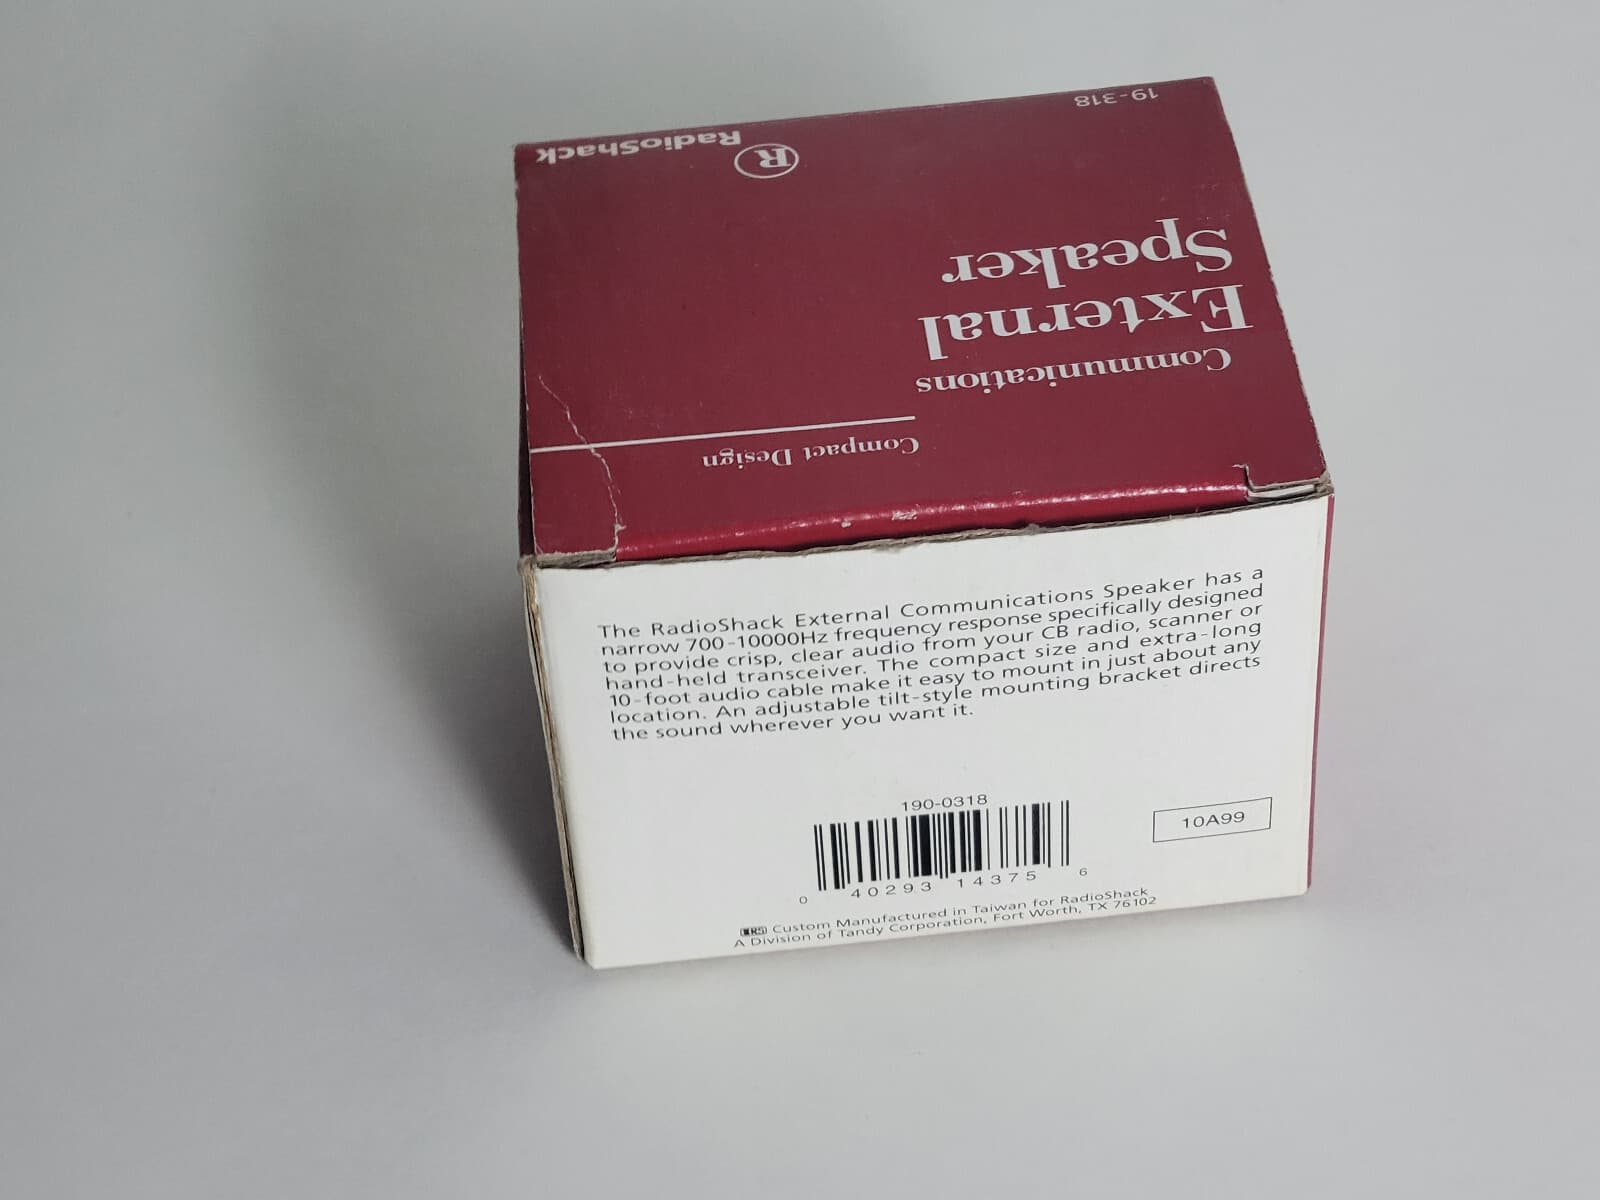 19-318
RadioShack
R
Communications
External
Speaker
Compact Design
The RadioShack External Communications Speaker has a
narrow 700-10000Hz frequency response specifically designed
to provide crisp, clear audio from your CB radio, scanner or
hand-held transceiver. The compact size and extra-long
10-foot audio cable make it easy to mount in just about any
location. An adjustable tilt-style mounting bracket directs
the sound wherever you want it.
190-0318
0 40293 14375 6
10A99
Custom Manufactured in Taiwan for RadioShack
A Division of Tandy Corporation, Fort Worth, TX 76102